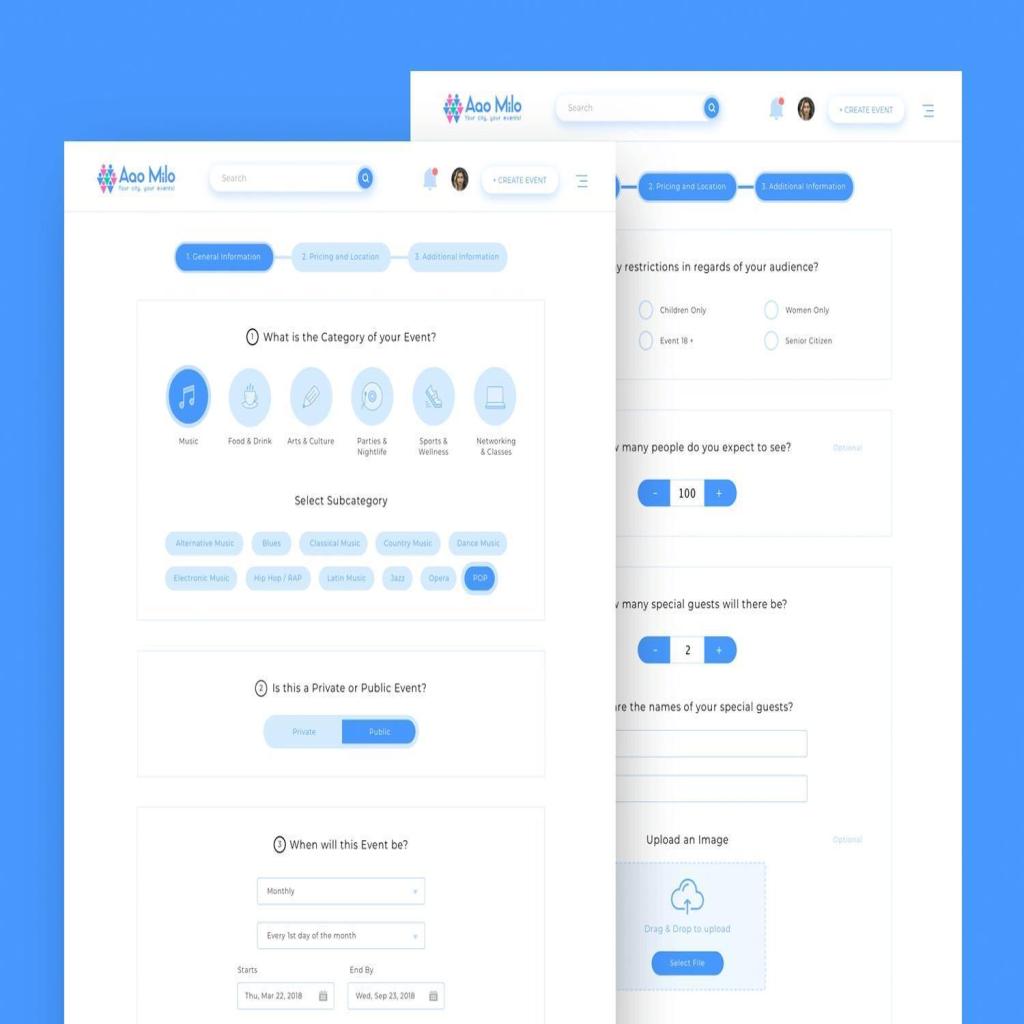 Aao Milo
Your city, your events!
Search
+ CREATE EVENT
1. General Information
2. Pricing and Location
3. Additional Information
1 What is the Category of your Event?
Music
Food & Drink
Arts & Culture
Parties &
Nightlife
Sports &
Wellness
Networking
& Classes
Select Subcategory
Alternative Music
Blues
Classical Music
Country Music
Dance Music
Electronic Music
Hip Hop / RAP
Latin Music
Jazz
Opera
POP
2 Is this a Private or Public Event?
Private
Public
3 When will this Event be?
Monthly
Every 1st day of the month
Starts
End By
Thu, Mar 22, 2018
Wed, Sep 23, 2018
Aao Milo
Your city, your events!
Search
+ CREATE EVENT
2. Pricing and Location
3. Additional Information
y restrictions in regards of your audience?
Children Only
Women Only
Event 18 +
Senior Citizen
many people do you expect to see?
Optional
- 100 +
many special guests will there be?
- 2 +
are the names of your special guests?
Upload an Image
Optional
Drag & Drop to upload
Select File